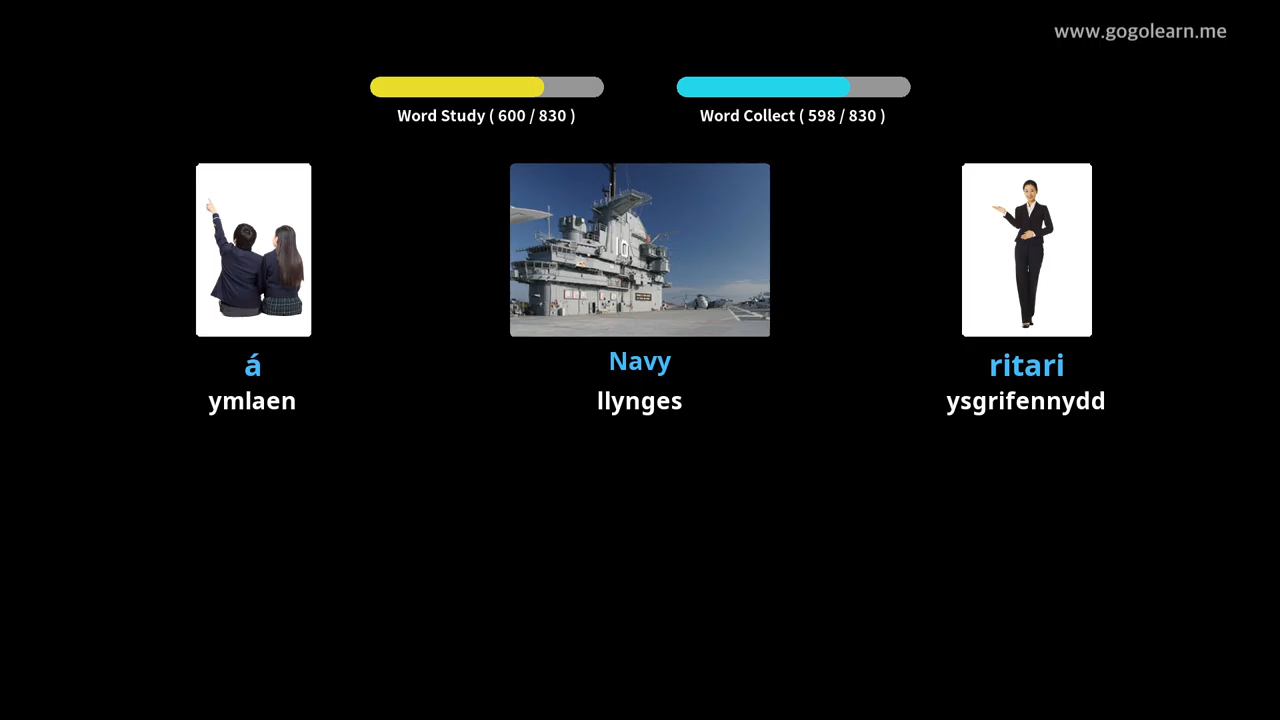 www.gogolearn.me
Word Study ( 600 / 830 )
Word Collect ( 598 / 830 )
á
ymlaen
Navy
llynges
ritari
ysgrifennydd